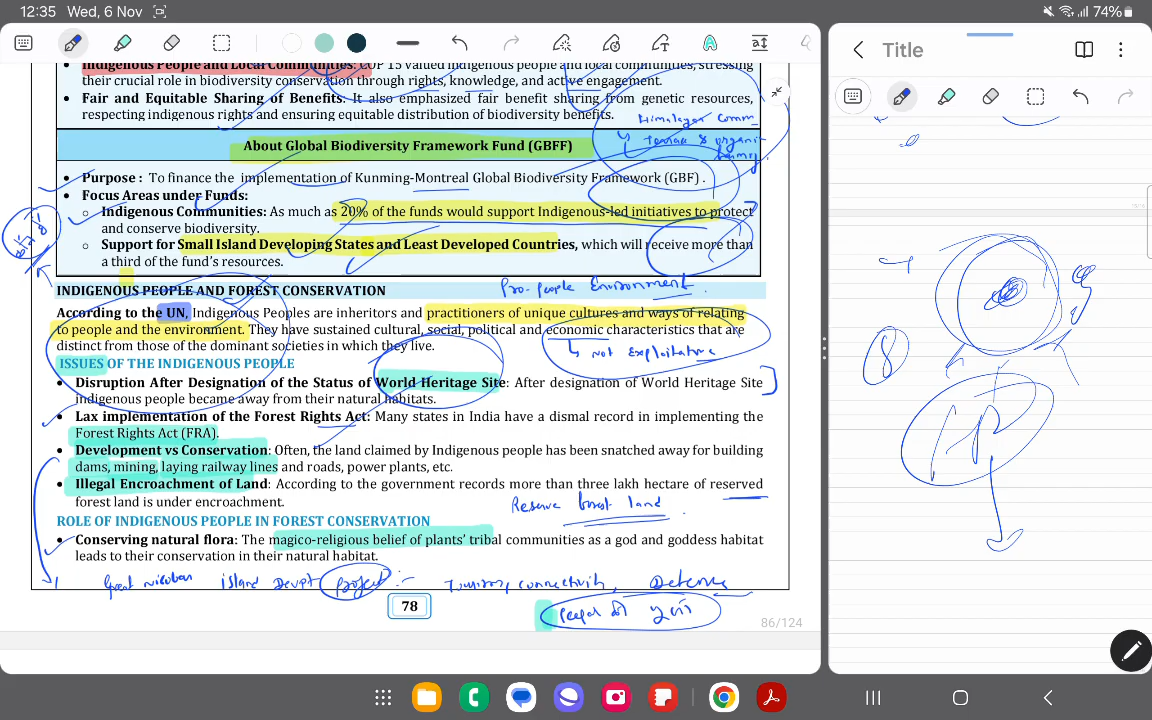 12:35 Wed, 6 Nov
74%
Title
Indigenous People and Local Communities: COP 15 valued indigenous people and local communities, stressing
their crucial role in biodiversity conservation through rights, knowledge, and active engagement.
• Fair and Equitable Sharing of Benefits: It also emphasized fair benefit sharing from genetic resources,
respecting indigenous rights and ensuring equitable distribution of biodiversity benefits.
Himalayan Comm
About Global Biodiversity Framework Fund (GBFF)
• Purpose : To finance the implementation of Kunming-Montreal Global Biodiversity Framework (GBF) .
• Focus Areas under Funds:
○ Indigenous Communities: As much as 20% of the funds would support Indigenous-led initiatives to protect
and conserve biodiversity.
○ Support for Small Island Developing States and Least Developed Countries, which will receive more than
a third of the fund's resources.
INDIGENOUS PEOPLE AND FOREST CONSERVATION
Pro-people Environment
According to the UN, Indigenous Peoples are inheritors and practitioners of unique cultures and ways of relating
to people and the environment. They have sustained cultural, social, political and economic characteristics that are
distinct from those of the dominant societies in which they live.
↳ not exploitative
ISSUES OF THE INDIGENOUS PEOPLE
• Disruption After Designation of the Status of World Heritage Site: After designation of World Heritage Site
indigenous people became away from their natural habitats.
• Lax implementation of the Forest Rights Act: Many states in India have a dismal record in implementing the
Forest Rights Act (FRA).
• Development vs Conservation: Often, the land claimed by Indigenous people has been snatched away for building
dams, mining, laying railway lines and roads, power plants, etc.
• Illegal Encroachment of Land: According to the government records more than three lakh hectare of reserved
forest land is under encroachment.
Reserve forest land
ROLE OF INDIGENOUS PEOPLE IN FOREST CONSERVATION
• Conserving natural flora: The magico-religious belief of plants' tribal communities as a god and goddess habitat
leads to their conservation in their natural habitat.
Great nicobar island Devpt project :- Tourism, connectivity, Defence
78
86/124